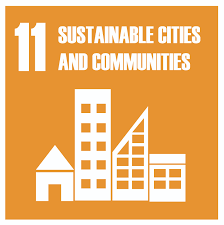 11 SUSTAINABLE CITIES
AND COMMUNITIES